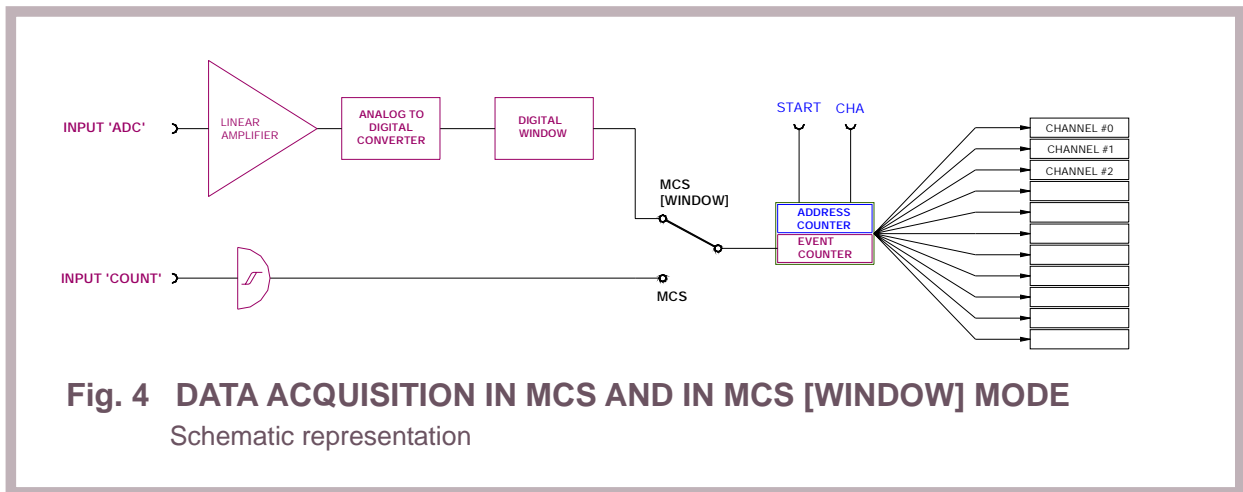 INPUT 'ADC'
LINEAR
AMPLIFIER
ANALOG TO
DIGITAL
CONVERTER
DIGITAL
WINDOW
START
CHA
MCS
[WINDOW]
ADDRESS
COUNTER
EVENT
COUNTER
CHANNEL #0
CHANNEL #1
CHANNEL #2
INPUT 'COUNT'
MCS
Fig. 4 DATA ACQUISITION IN MCS AND IN MCS [WINDOW] MODE
Schematic representation